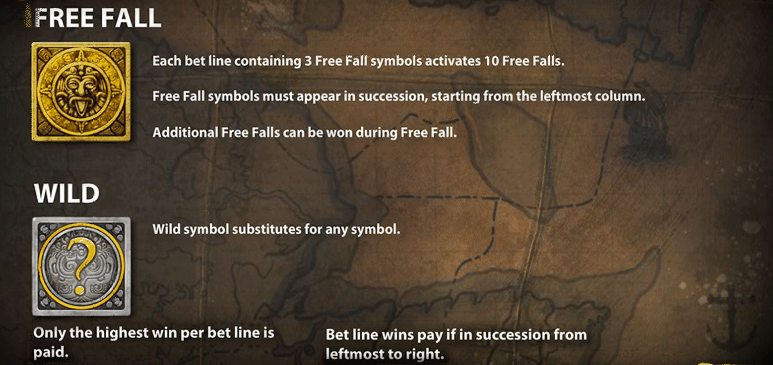 FREE FALL
Each bet line containing 3 Free Fall symbols activates 10 Free Falls.
Free Fall symbols must appear in succession, starting from the leftmost column.
Additional Free Falls can be won during Free Fall.
WILD
Wild symbol substitutes for any symbol.
?
Only the highest win per bet line is
paid.
Bet line wins pay if in succession from
leftmost to right.